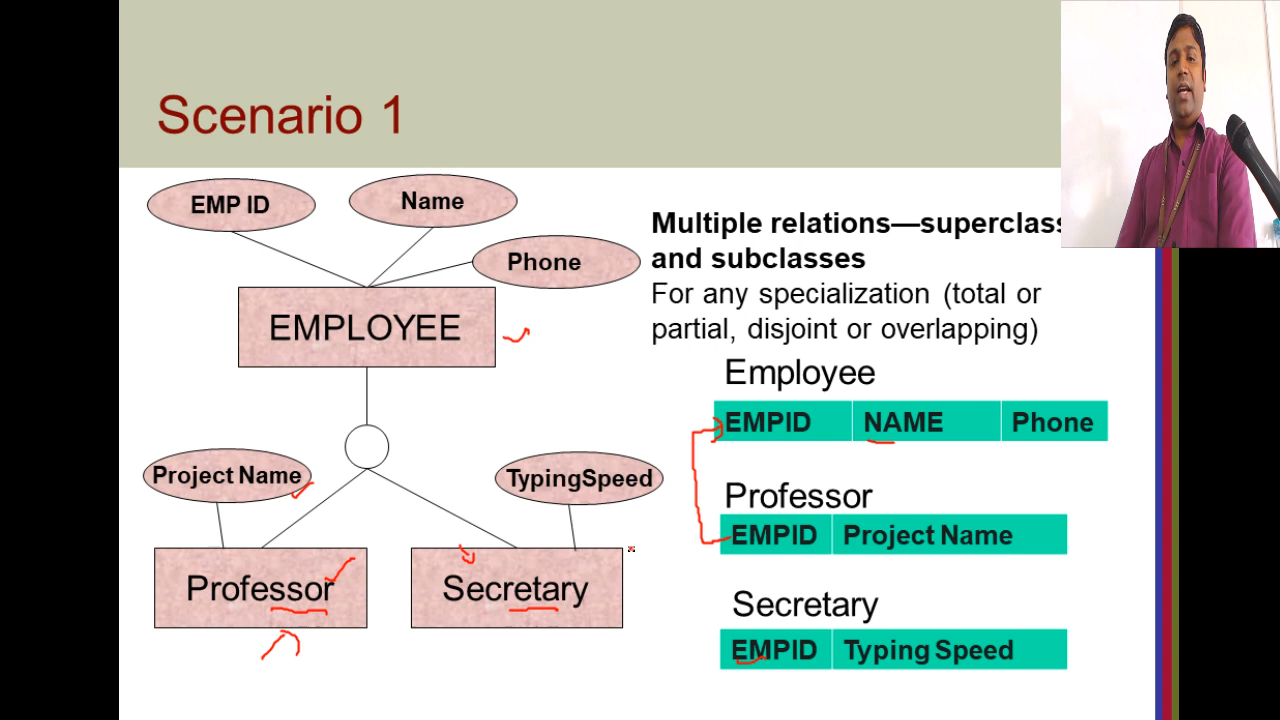 Scenario 1
EMP ID
Name
Phone
EMPLOYEE
Project Name
TypingSpeed
Professor
Secretary
Multiple relations—superclass
and subclasses
For any specialization (total or
partial, disjoint or overlapping)
Employee
EMPID NAME Phone
Professor
EMPID Project Name
Secretary
EMPID Typing Speed